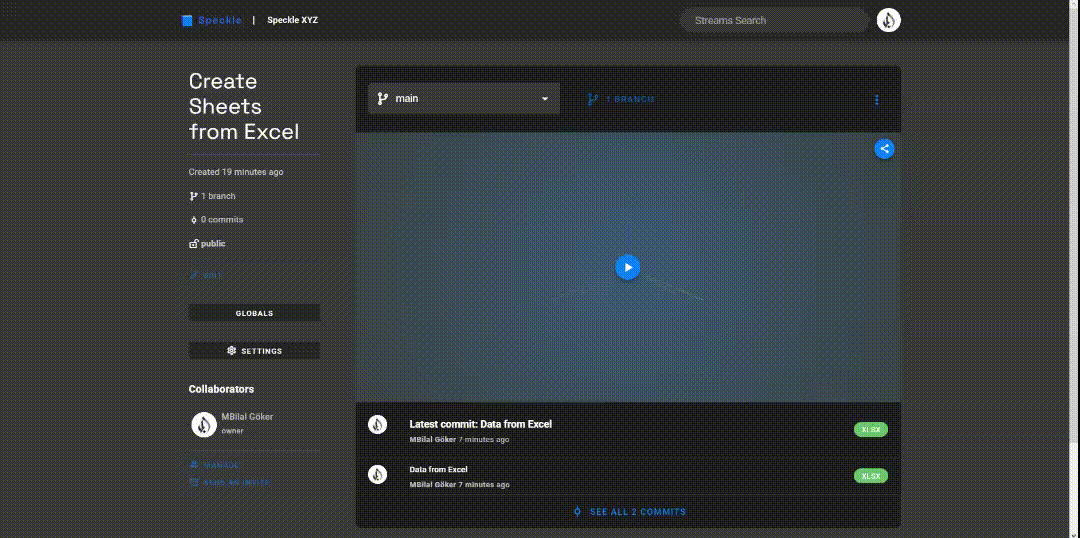 Speckle | Speckle XYZ
Streams Search
Create
Sheets
from Excel
Created 19 minutes ago
1 branch
0 commits
public
EDIT
GLOBALS
SETTINGS
Collaborators
MBilal Göker
owner
MANAGE
SEND AN INVITE
main
1 BRANCH
Latest commit: Data from Excel
MBilal Göker 7 minutes ago
XLSX
Data from Excel
MBilal Göker 7 minutes ago
XLSX
SEE ALL 2 COMMITS